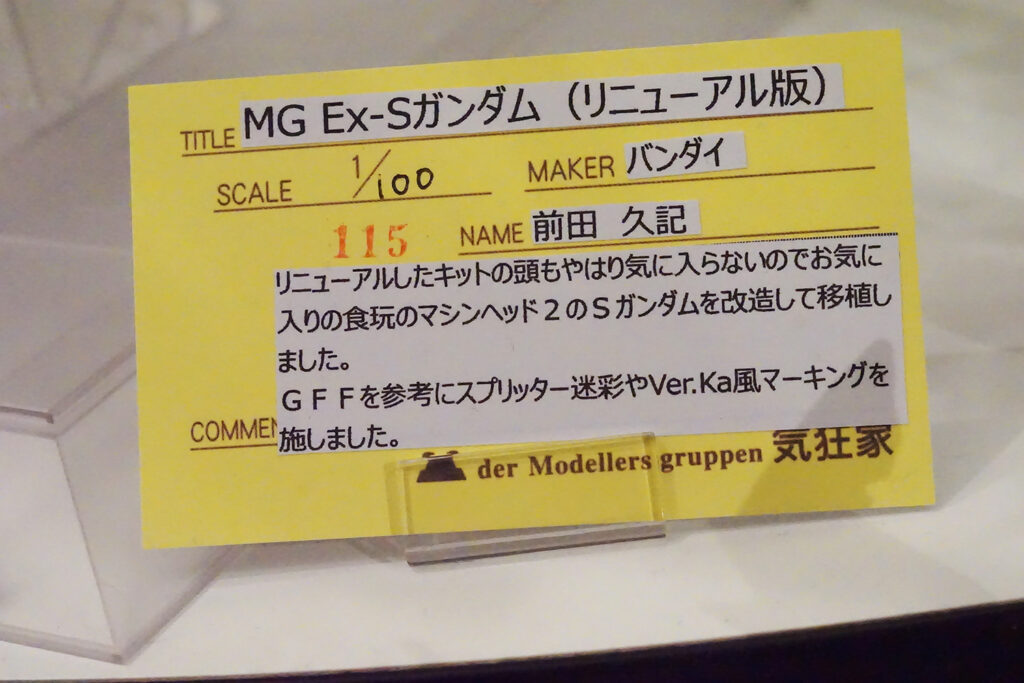 TITLE MG Ex-Sガンダム（リニューアル版）
SCALE 1/100 MAKER バンダイ
115 NAME 前田 久記
リニューアルしたキットの頭もやはり気に入らないのでお気に
入りの食玩のマシンヘッド２のＳガンダムを改造して移植し
ました。
ＧＦＦを参考にスプリッター迷彩やVer.Ka風マーキングを
COMMEN 施しました。
der Modellers gruppen 気狂家